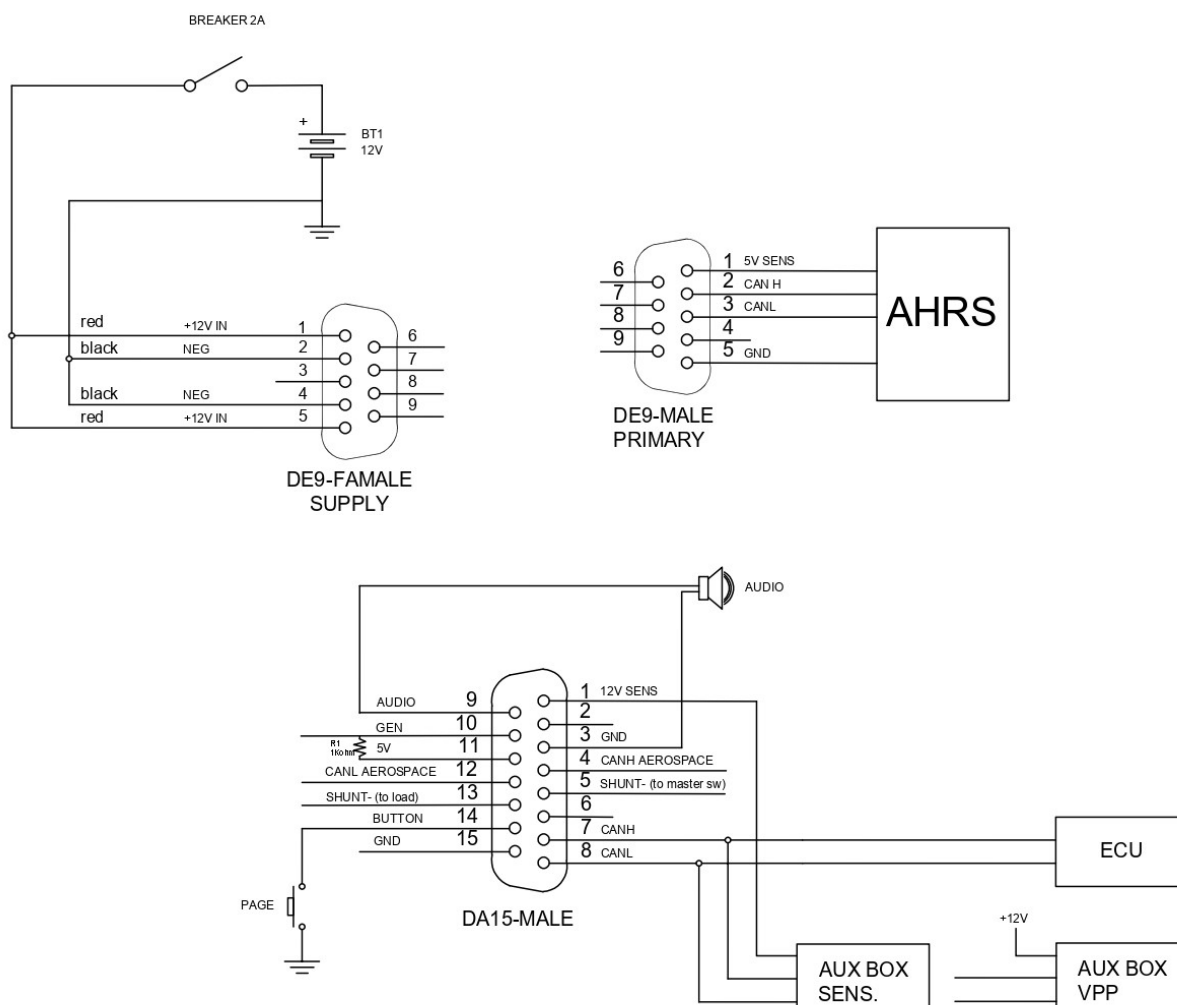 BREAKER 2A
+
BT1
12V
red
+12V IN
1
black
NEG
2
3
black
NEG
4
red
+12V IN
5
6
7
8
9
DE9-FAMALE
SUPPLY
6
7
8
9
1 5V SENS
2 CAN H
3 CANL
4
5 GND
AHRS
DE9-MALE
PRIMARY
AUDIO
AUDIO 9
GEN 10
R1
1Kohm
5V 11
CANL AEROSPACE 12
SHUNT- (to load) 13
BUTTON 14
GND 15
1 12V SENS
2
3 GND
4 CANH AEROSPACE
5 SHUNT- (to master sw)
6
7 CANH
8 CANL
DA15-MALE
PAGE
ECU
+12V
AUX BOX
SENS.
AUX BOX
VPP